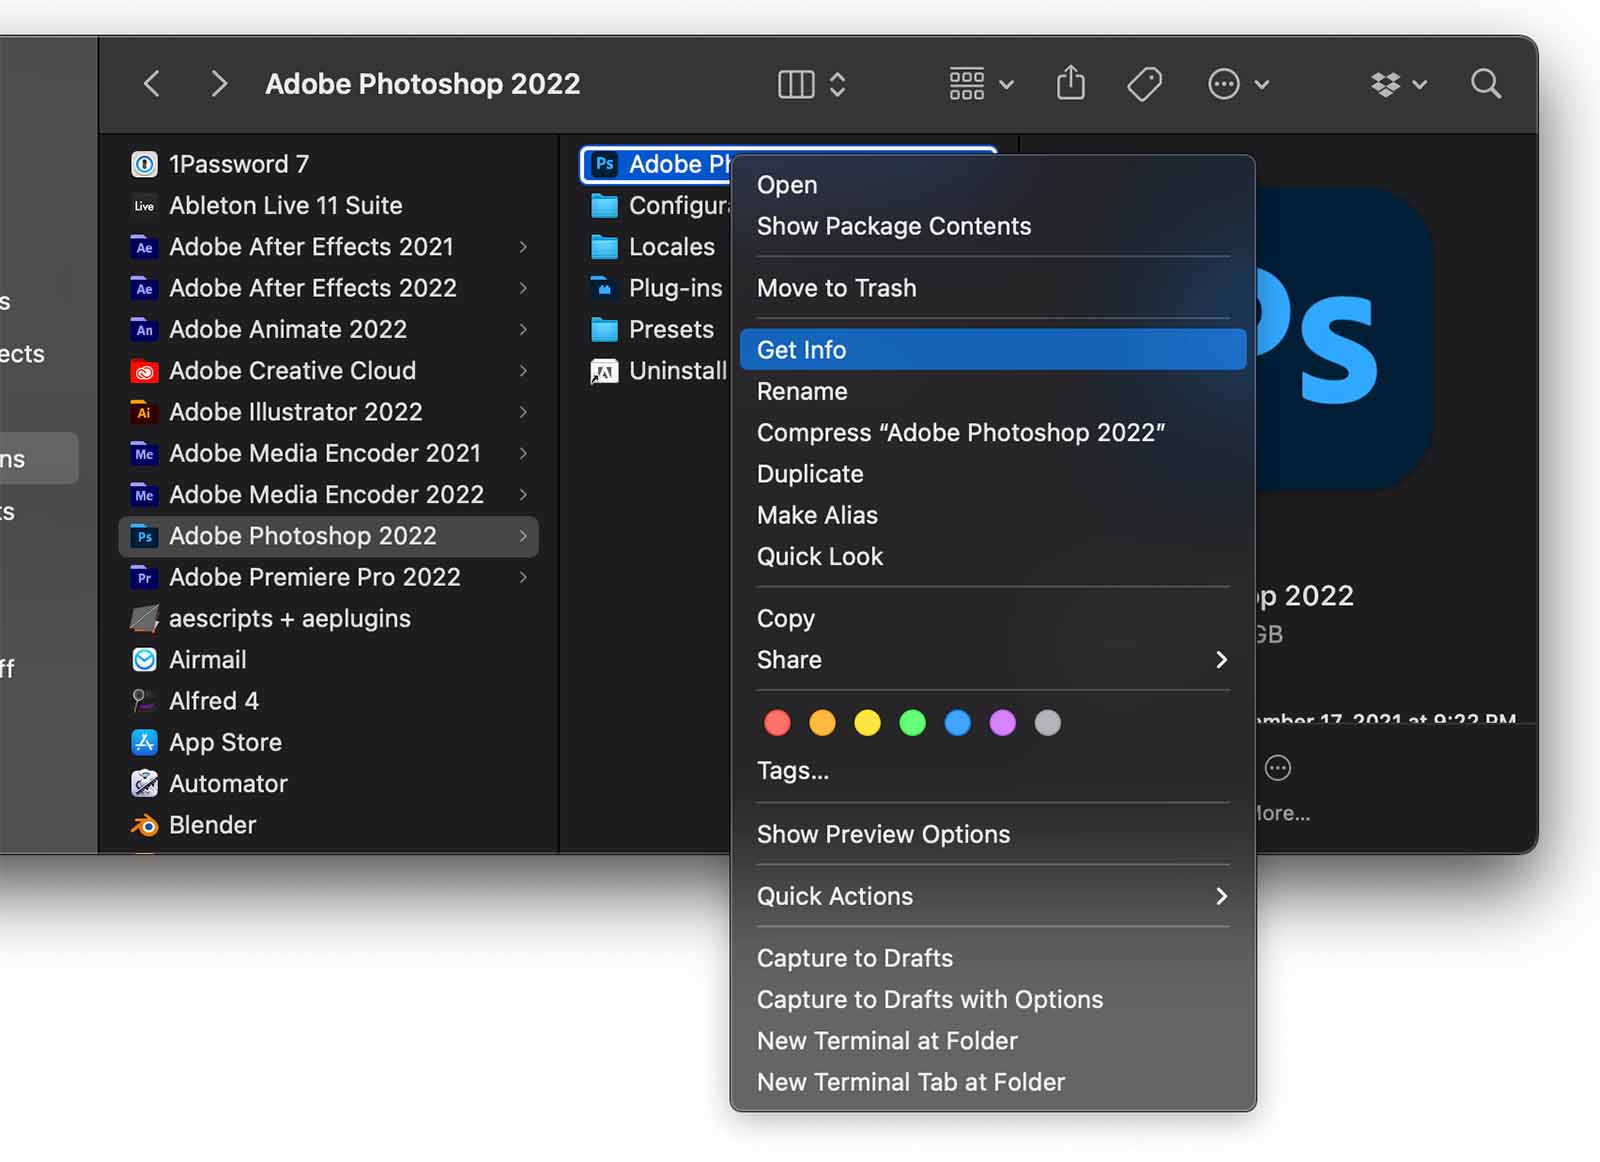 Adobe Photoshop 2022
s
ects
ns
ts
ff
1Password 7
Live
Ableton Live 11 Suite
Ae
Adobe After Effects 2021
Ae
Adobe After Effects 2022
An
Adobe Animate 2022
Adobe Creative Cloud
Ai
Adobe Illustrator 2022
Me
Adobe Media Encoder 2021
Me
Adobe Media Encoder 2022
Ps
Adobe Photoshop 2022
Pr
Adobe Premiere Pro 2022
aescripts + aeplugins
Airmail
Alfred 4
App Store
Automator
Blender
Ps
Adobe Ph
Configura
Locales
Plug-ins
Presets
Uninstall
Open
Show Package Contents
Move to Trash
Get Info
Rename
Compress “Adobe Photoshop 2022”
Duplicate
Make Alias
Quick Look
Copy
Share
Tags...
Show Preview Options
Quick Actions
Capture to Drafts
Capture to Drafts with Options
New Terminal at Folder
New Terminal Tab at Folder
Ps
op 2022
GB
ember 17, 2021 at 9:22 PM
More...